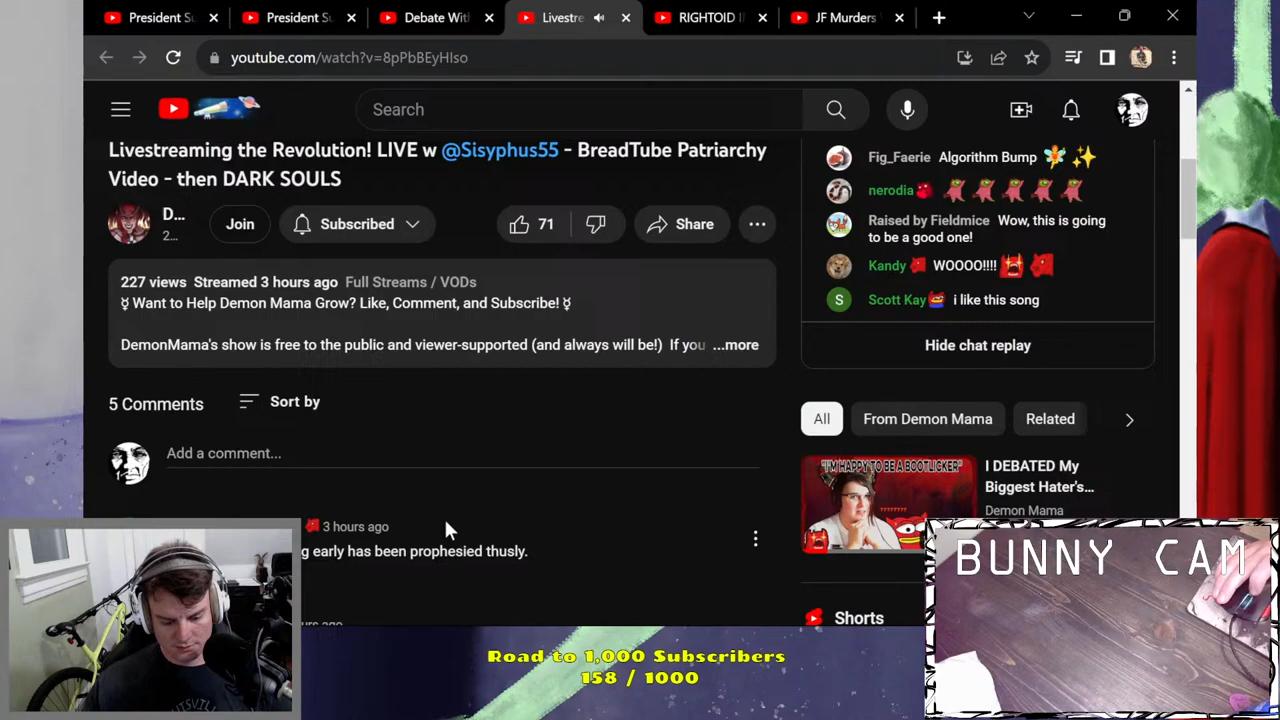 President S
President S
Debate Wit
Livestre
RIGHTOID I
JF Murders
youtube.com/watch?v=8pPbBEyHIso
Search
Livestreaming the Revolution! LIVE w @Sisyphus55 - BreadTube Patriarchy
Video - then DARK SOULS
D...
2...
Join
Subscribed
71
Share
227 views Streamed 3 hours ago Full Streams / VODs
☿ Want to Help Demon Mama Grow? Like, Comment, and Subscribe! ☿
DemonMama's show is free to the public and viewer-supported (and always will be!) If you ...more
5 Comments
Sort by
Add a comment...
3 hours ago
g early has been prophesied thusly.
Fig_Faerie Algorithm Bump
nerodia
Raised by Fieldmice Wow, this is going
to be a good one!
Kandy WOOOO!!!!
S Scott Kay i like this song
Hide chat replay
All
From Demon Mama
Related
"I'M HAPPY TO BE A BOOTLICKER"
I DEBATED My
Biggest Hater's...
Demon Mama
Shorts
BUNNY CAM
Road to 1,000 Subscribers
158 / 1000